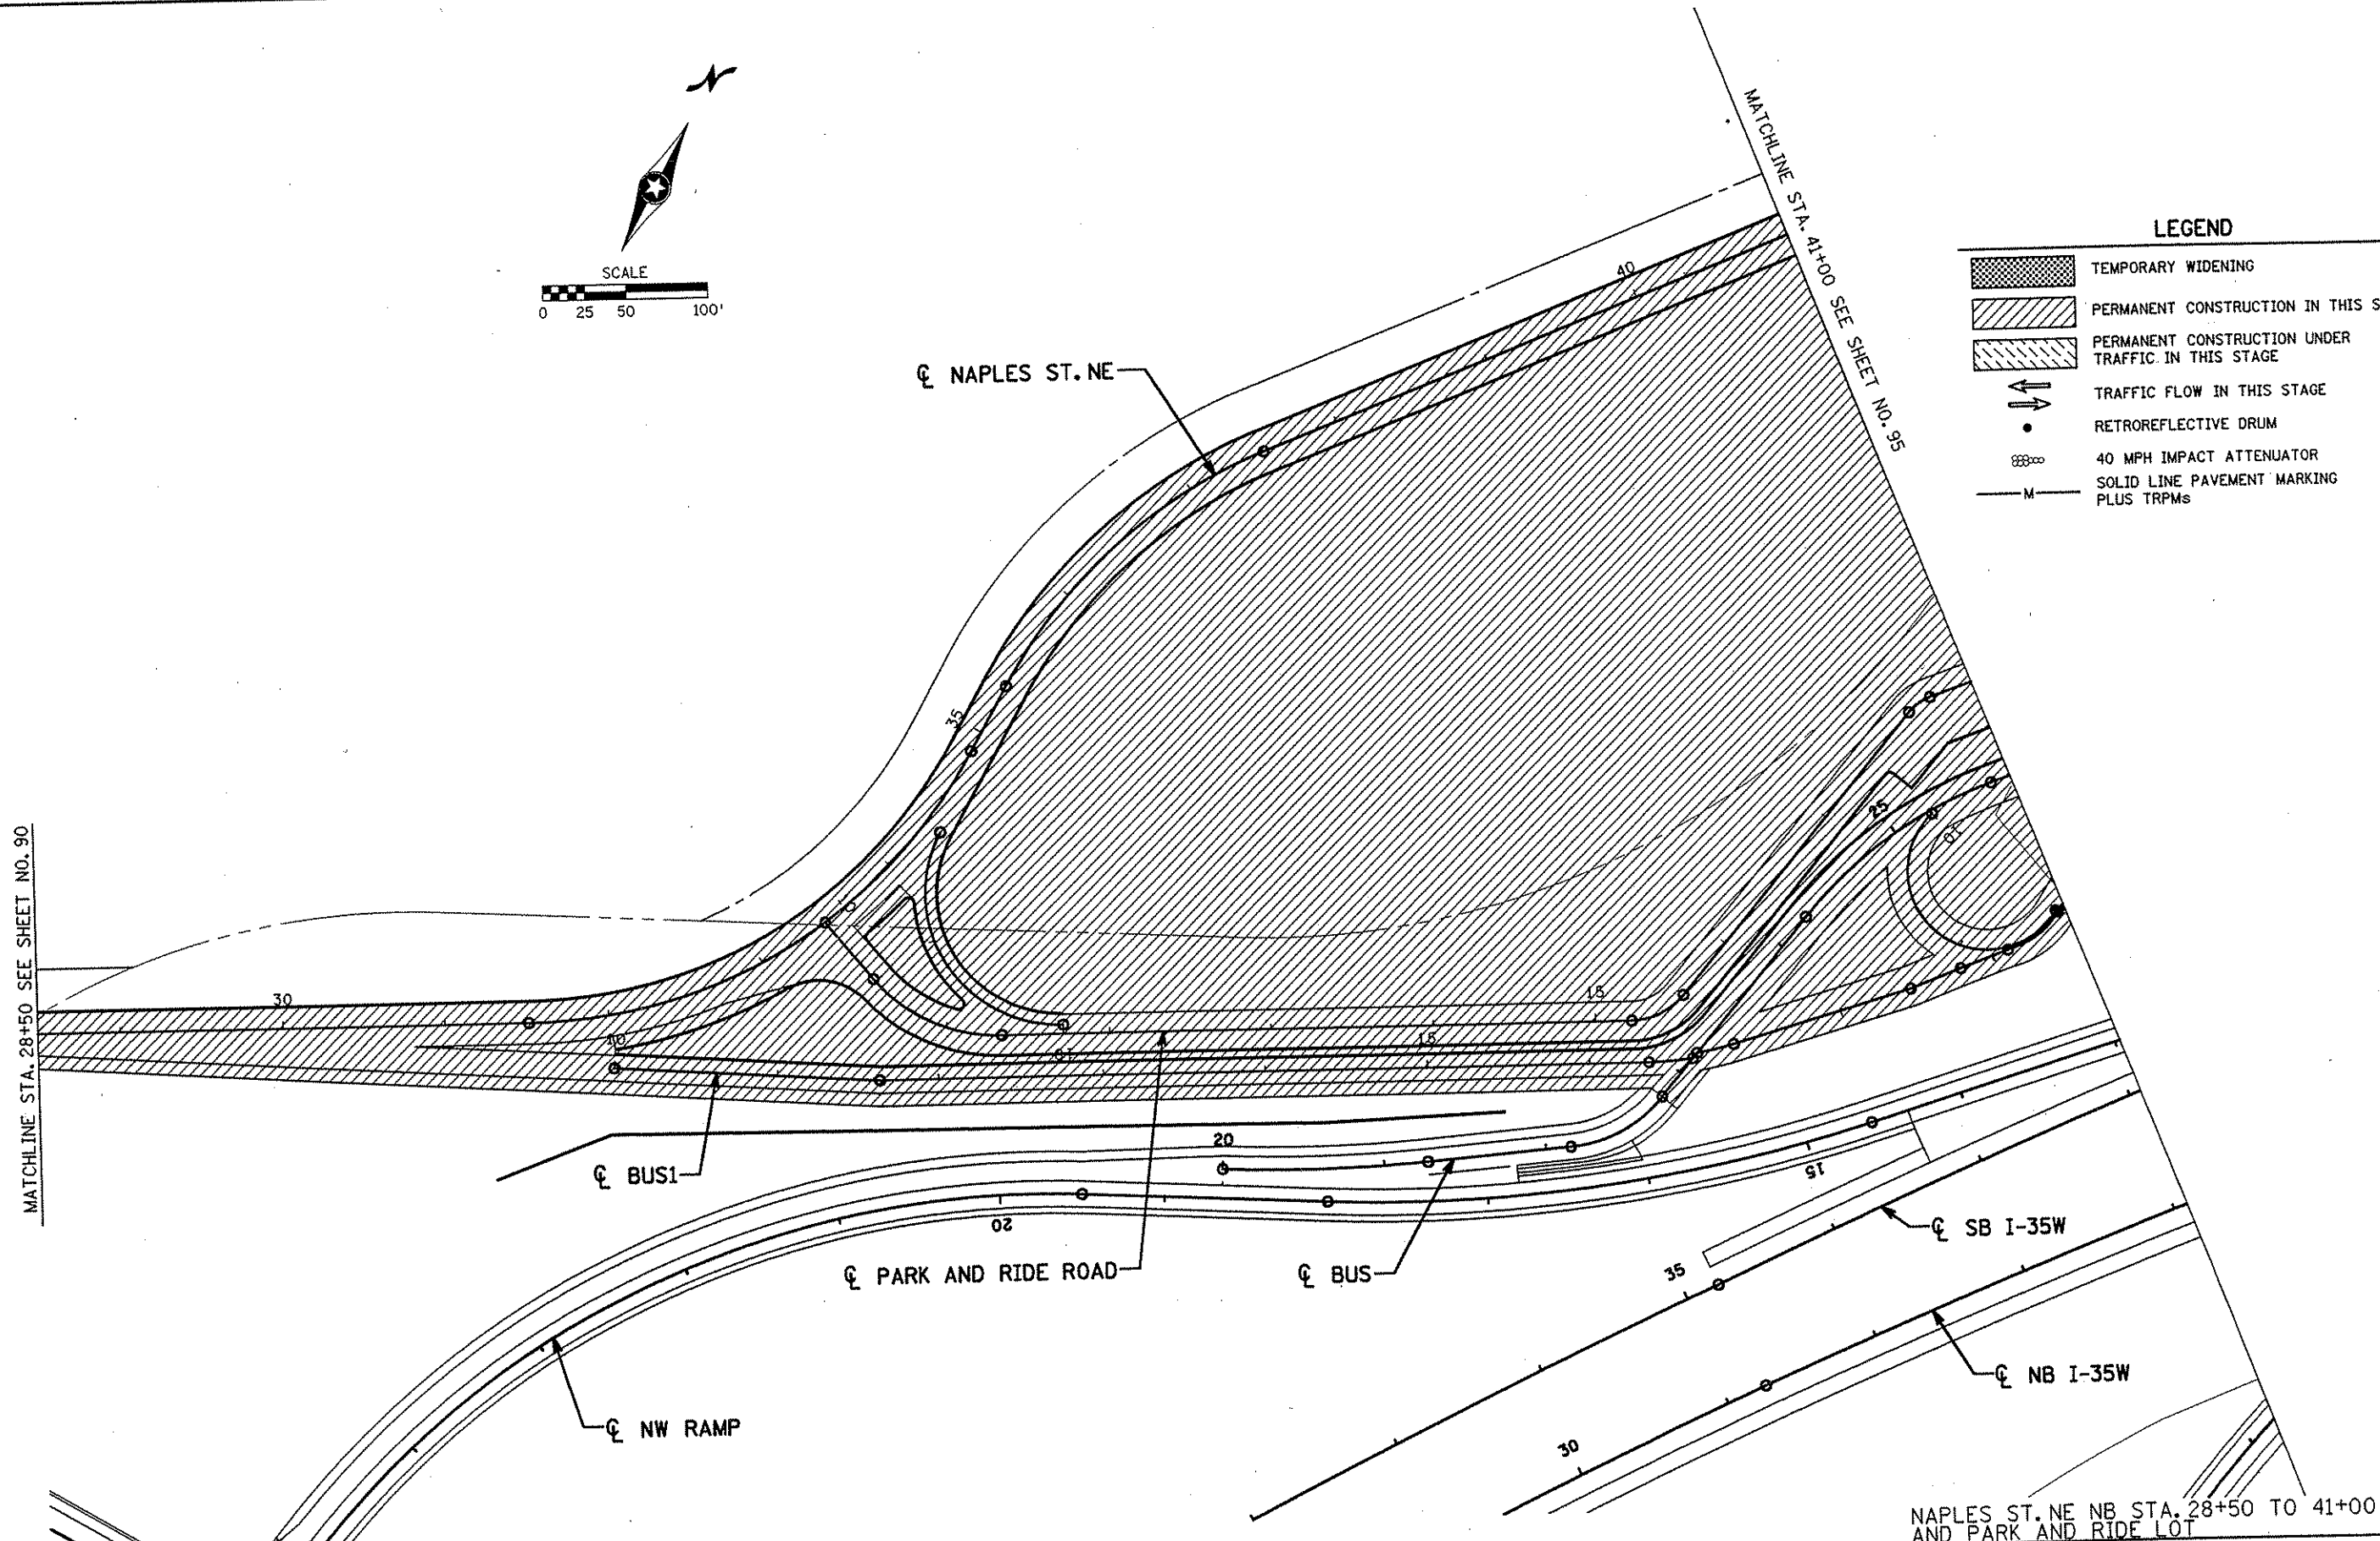 N
SCALE
0 25 50 100'
MATCHLINE STA. 41+00 SEE SHEET NO. 95
LEGEND
TEMPORARY WIDENING
PERMANENT CONSTRUCTION IN THIS S
PERMANENT CONSTRUCTION UNDER
TRAFFIC IN THIS STAGE
TRAFFIC FLOW IN THIS STAGE
RETROREFLECTIVE DRUM
40 MPH IMPACT ATTENUATOR
M
SOLID LINE PAVEMENT MARKING
PLUS TRPMs
40
℄ NAPLES ST. NE
35
25
10
MATCHLINE STA. 28+50 SEE SHEET NO. 90
30
10
15
15
20
℄ BUS1
20
15
℄ PARK AND RIDE ROAD
℄ BUS
℄ SB I-35W
35
℄ NB I-35W
℄ NW RAMP
30
NAPLES ST. NE NB STA. 28+50 TO 41+00
AND PARK AND RIDE LOT